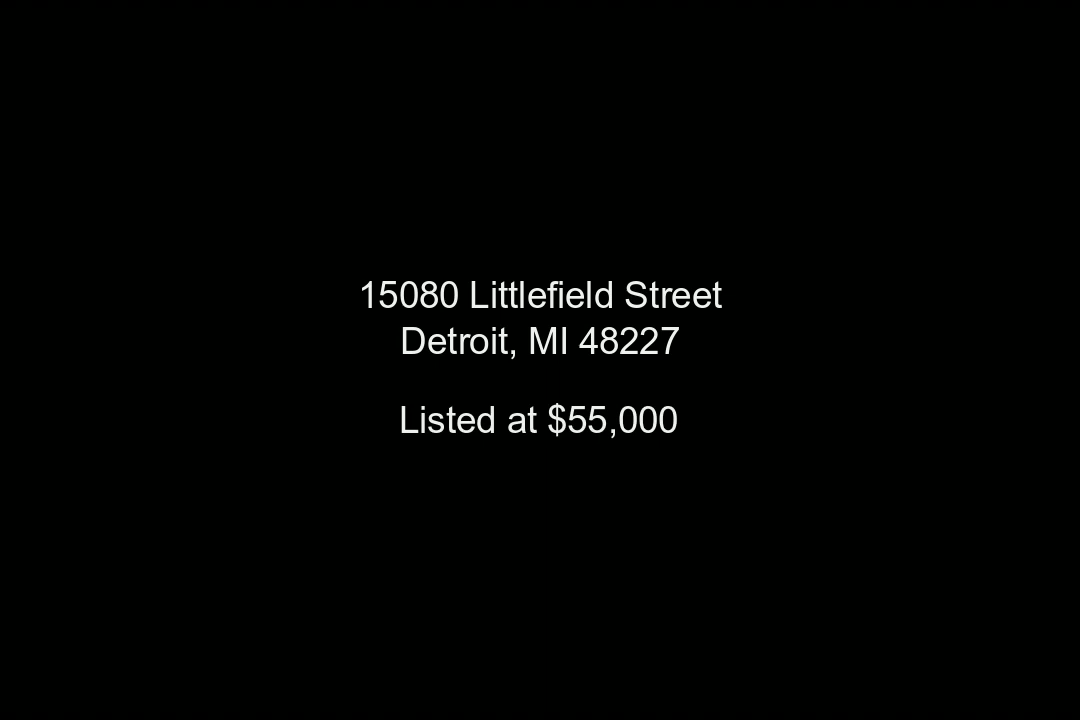 15080 Littlefield Street
Detroit, MI 48227
Listed at $55,000